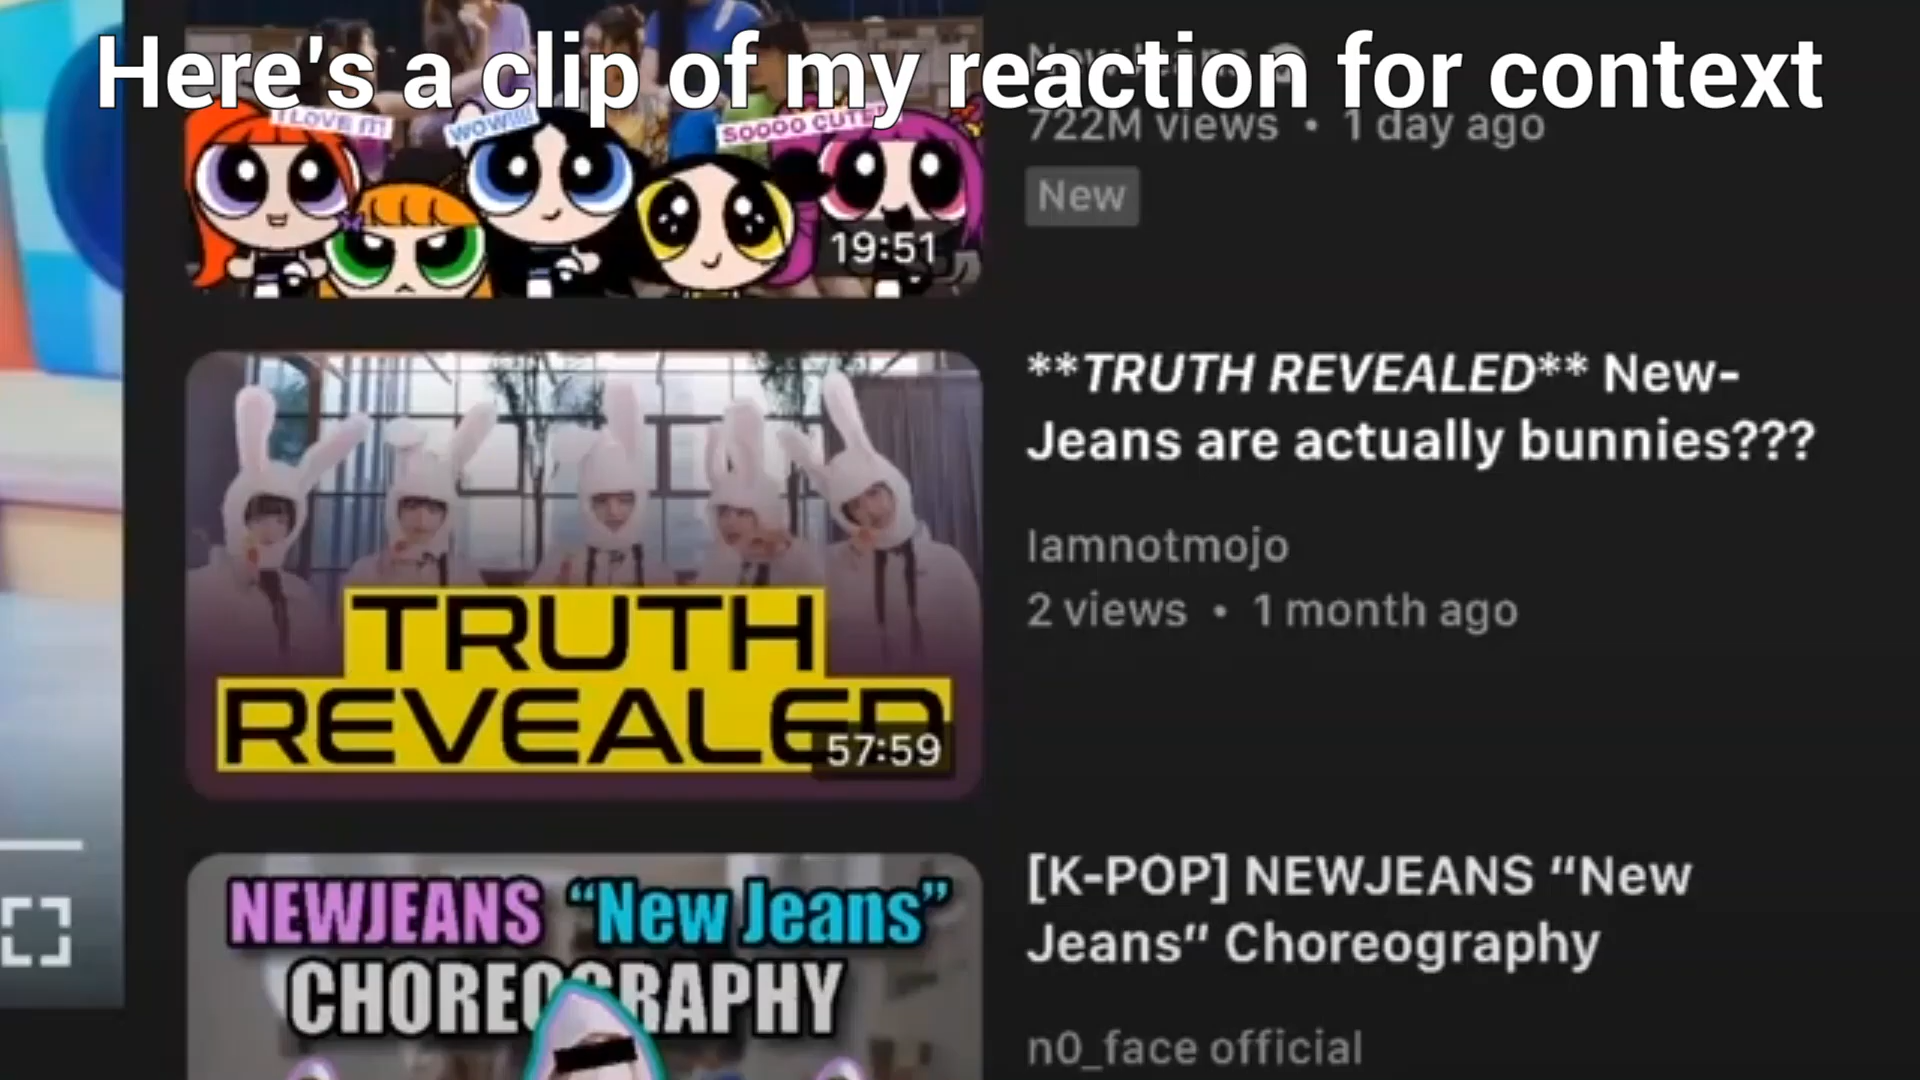 Here's a clip of my reaction for context
I LOVE IT!
WOW!!!!!
SOOOO CUTE!
19:51
NewJeans
722M views • 1 day ago
New
TRUTH
REVEALED
57:59
**TRUTH REVEALED** New-
Jeans are actually bunnies???
Iamnotmojo
2 views • 1 month ago
NEWJEANS "New Jeans"
CHOREOGRAPHY
[K-POP] NEWJEANS “New
Jeans” Choreography
n0_face official